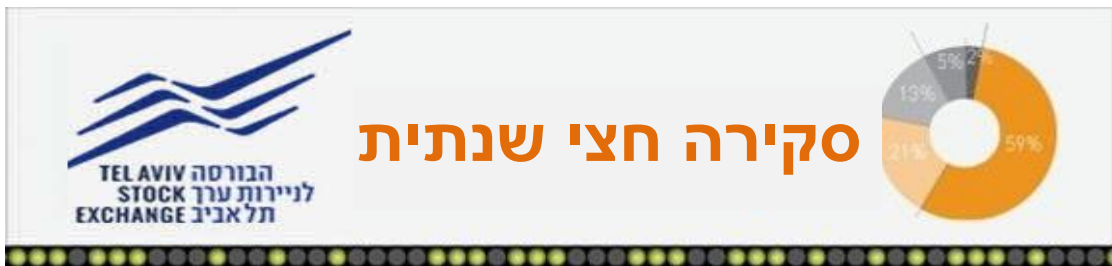 סקירה חצי שנתית
הבורסה TEL AVIV
לניירות ערך STOCK
תל אביב EXCHANGE
5%
2%
13%
21%
59%